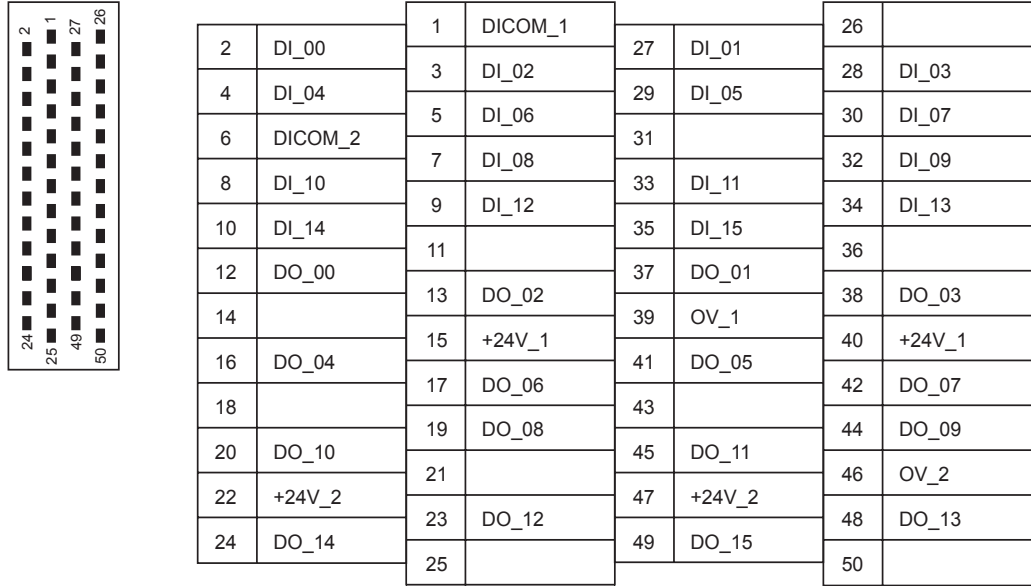 2 1 27 26
24 25 49 50
1 DICOM_1 26
2 DI_00 27 DI_01
3 DI_02 28 DI_03
4 DI_04 29 DI_05
5 DI_06 30 DI_07
6 DICOM_2 31
7 DI_08 32 DI_09
8 DI_10 33 DI_11
9 DI_12 34 DI_13
10 DI_14 35 DI_15
11 36
12 DO_00 37 DO_01
13 DO_02 38 DO_03
14 39 OV_1
15 +24V_1 40 +24V_1
16 DO_04 41 DO_05
17 DO_06 42 DO_07
18 43
19 DO_08 44 DO_09
20 DO_10 45 DO_11
21 46 OV_2
22 +24V_2 47 +24V_2
23 DO_12 48 DO_13
24 DO_14 49 DO_15
25 50